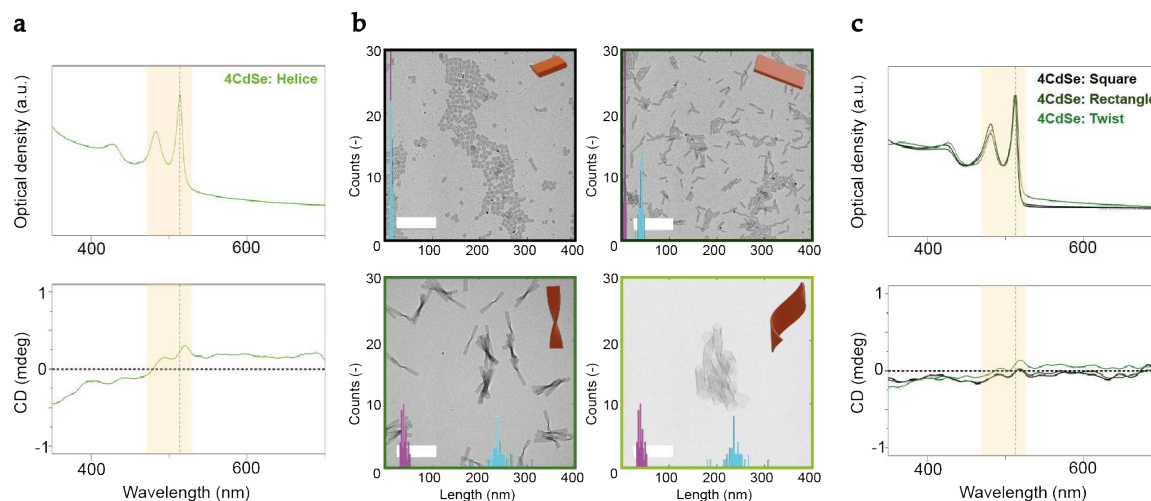 a
4CdSe: Helice
Optical density (a.u.)
400
600
1
0
-1
CD (mdeg)
400
600
Wavelength (nm)
b
30
20
10
0
Counts (-)
100
200
300
400
30
20
10
0
Counts (-)
100
200
300
400
30
20
10
0
Counts (-)
100
200
300
400
Length (nm)
30
20
10
0
Counts (-)
100
200
300
400
Length (nm)
c
4CdSe: Square
4CdSe: Rectangle
4CdSe: Twist
Optical density (a.u.)
400
600
1
0
-1
CD (mdeg)
400
600
Wavelength (nm)